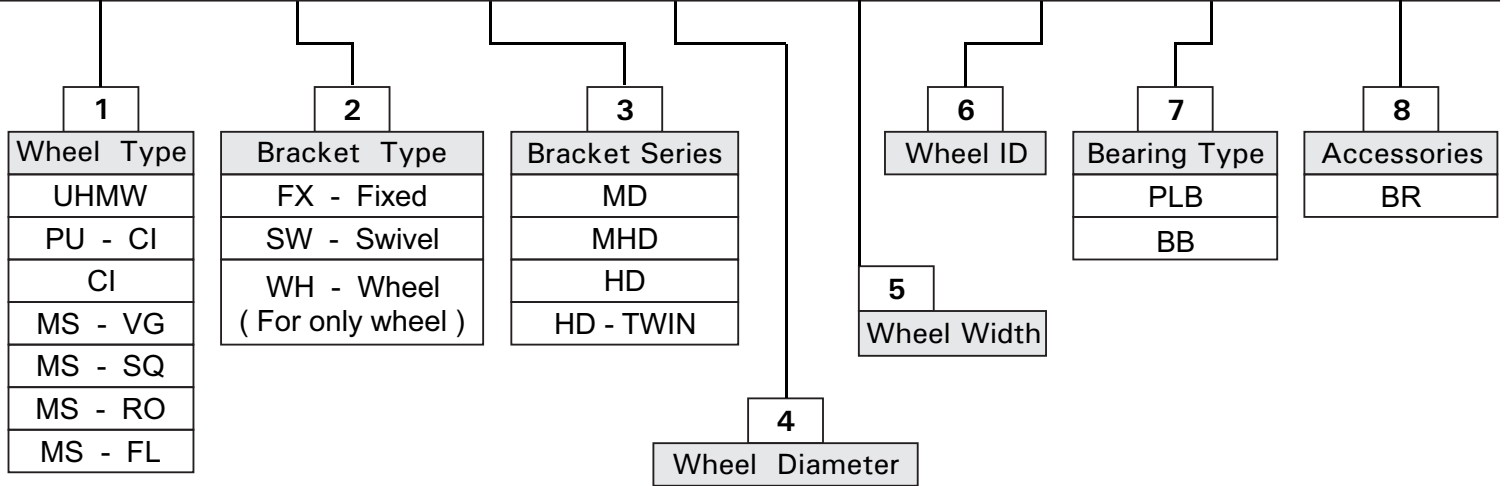 1
Wheel Type
UHMW
PU - CI
CI
MS - VG
MS - SQ
MS - RO
MS - FL
2
Bracket Type
FX - Fixed
SW - Swivel
WH - Wheel
( For only wheel )
3
Bracket Series
MD
MHD
HD
HD - TWIN
4
Wheel Diameter
5
Wheel Width
6
Wheel ID
7
Bearing Type
PLB
BB
8
Accessories
BR